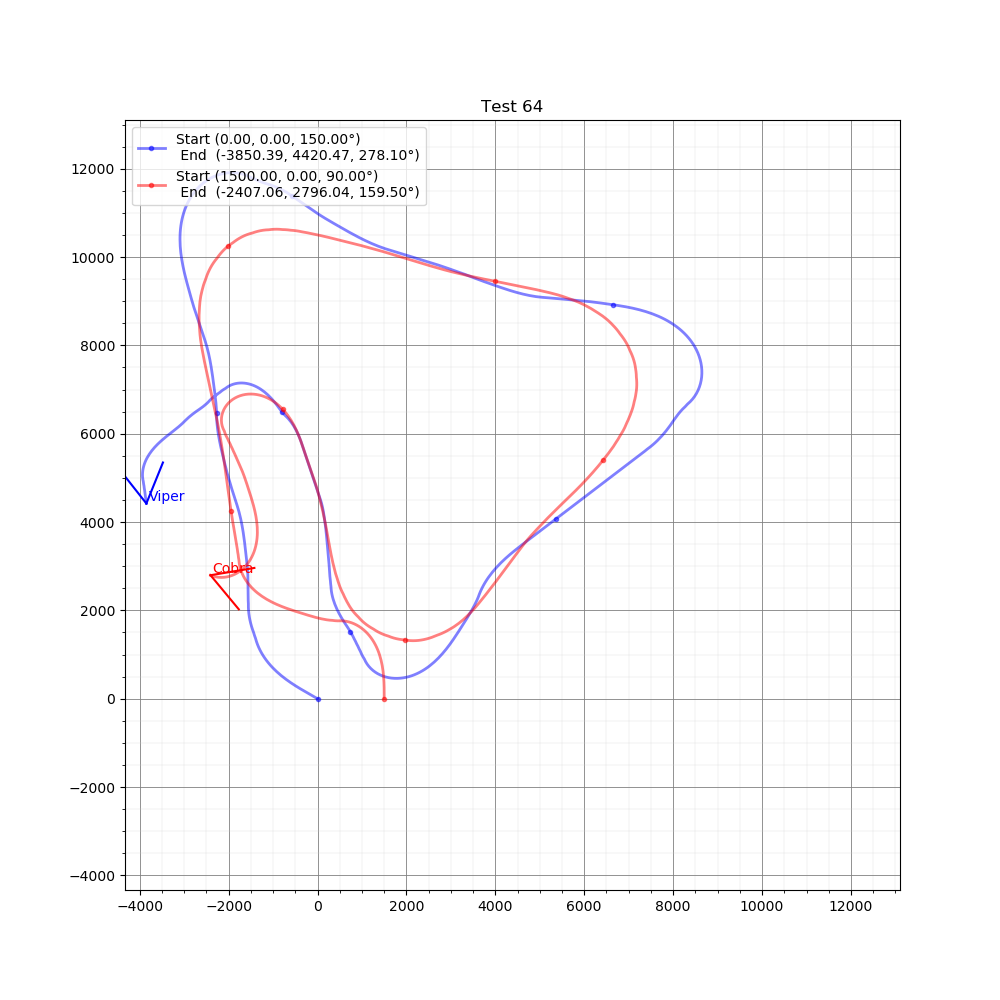 Test 64
Start (0.00, 0.00, 150.00°)
End  (-3850.39, 4420.47, 278.10°)
Start (1500.00, 0.00, 90.00°)
End  (-2407.06, 2796.04, 159.50°)
12000
10000
8000
6000
4000
2000
0
−2000
−4000
Viper
Cobra
−4000 −2000 0 2000 4000 6000 8000 10000 12000